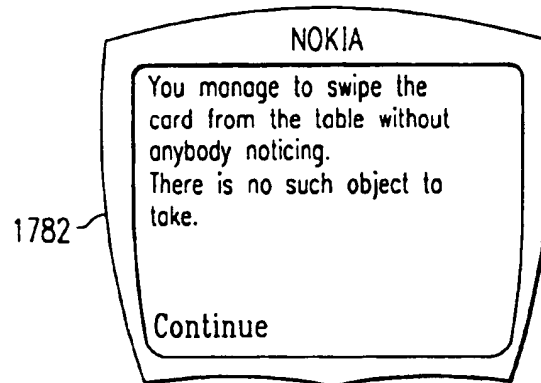 NOKIA
You manage to swipe the
card from the table without
anybody noticing.
There is no such object to
take.
1782
Continue